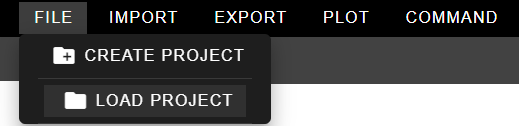 FILE IMPORT EXPORT PLOT COMMAND
CREATE PROJECT
LOAD PROJECT